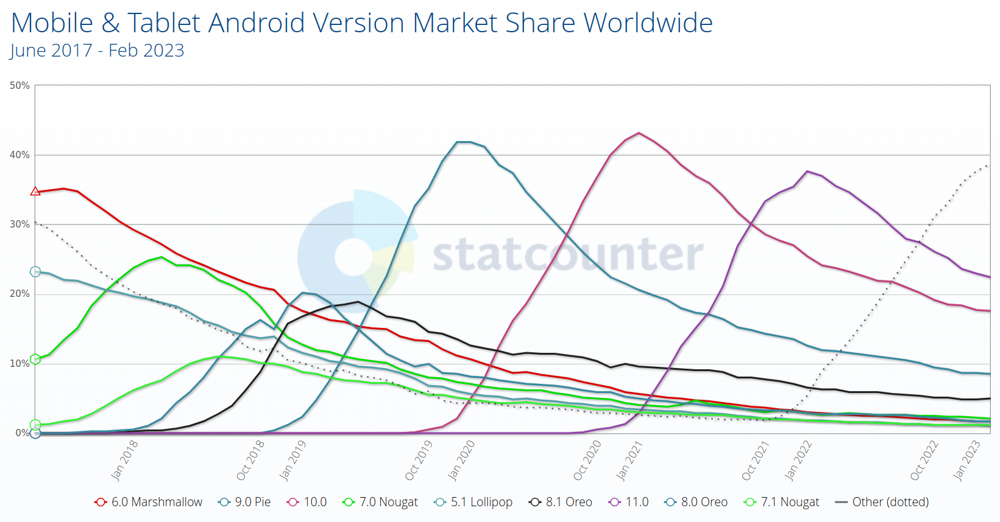 Mobile & Tablet Android Version Market Share Worldwide
June 2017 - Feb 2023
50%
40%
30%
20%
10%
0%
statcounter
Jan 2018
Oct 2018
Jan 2019
Oct 2019
Jan 2020
Oct 2020
Jan 2021
Oct 2021
Jan 2022
Oct 2022
Jan 2023
6.0 Marshmallow 9.0 Pie 10.0 7.0 Nougat 5.1 Lollipop 8.1 Oreo 11.0 8.0 Oreo 7.1 Nougat Other (dotted)